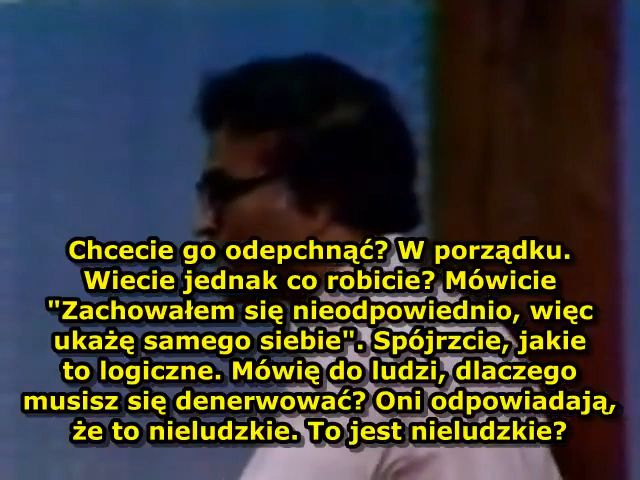 Chcecie go odepchnąć? W porządku.
Wiecie jednak co robicie? Mówicie
"Zachowałem się nieodpowiednio, więc
ukażę samego siebie". Spójrzcie, jakie
to logiczne. Mówię do ludzi, dlaczego
musisz się denerwować? Oni odpowiadają,
że to nieludzkie. To jest nieludzkie?